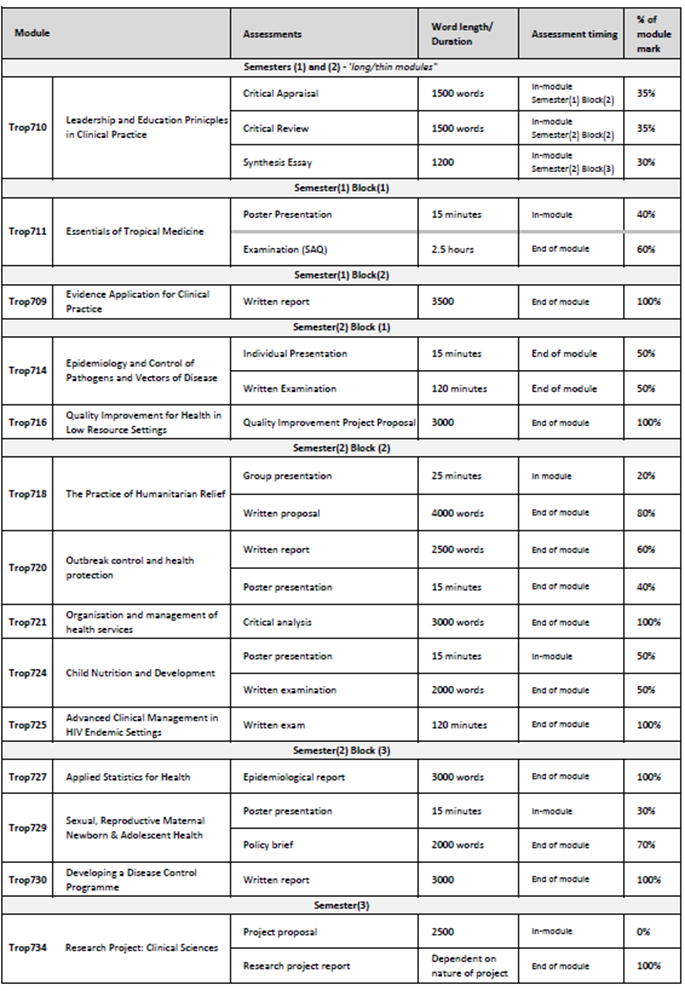 Module Assessments Word length/ Duration Assessment timing % of module mark
Semesters (1) and (2) - 'long/thin modules"
Trop710 Leadership and Education Prinicples in Clinical Practice
Critical Appraisal 1500 words In-module Semester(1) Block(2) 35%
Critical Review 1500 words In-module Semester(2) Block(2) 35%
Synthesis Essay 1200 In-module Semester(2) Block(3) 30%
Semester(1) Block(1)
Trop711 Essentials of Tropical Medicine
Poster Presentation 15 minutes In-module 40%
Examination (SAQ) 2.5 hours End of module 60%
Semester(1) Block(2)
Trop709 Evidence Application for Clinical Practice Written report 3500 End of module 100%
Semester(2) Block (1)
Trop714 Epidemiology and Control of Pathogens and Vectors of Disease
Individual Presentation 15 minutes End of module 50%
Written Examination 120 minutes End of module 50%
Trop716 Quality Improvement for Health in Low Resource Settings Quality Improvement Project Proposal 3000 End of module 100%
Semester(2) Block (2)
Trop718 The Practice of Humanitarian Relief
Group presentation 25 minutes In module 20%
Written proposal 4000 words End of module 80%
Trop720 Outbreak control and health protection
Written report 2500 words End of module 60%
Poster presentation 15 minutes End of module 40%
Trop721 Organisation and management of health services Critical analysis 3000 words End of module 100%
Trop724 Child Nutrition and Development
Poster presentation 15 minutes In-module 50%
Written examination 2000 words End of module 50%
Trop725 Advanced Clinical Management in HIV Endemic Settings Written exam 120 minutes End of module 100%
Semester(2) Block (3)
Trop727 Applied Statistics for Health Epidemiological report 3000 words End of module 100%
Trop729 Sexual, Reproductive Maternal Newborn & Adolescent Health
Poster presentation 15 minutes In-module 30%
Policy brief 2000 words End of module 70%
Trop730 Developing a Disease Control Programme Written report 3000 End of module 100%
Semester(3)
Trop734 Research Project: Clinical Sciences
Project proposal 2500 In-module 0%
Research project report Dependent on nature of project End of module 100%